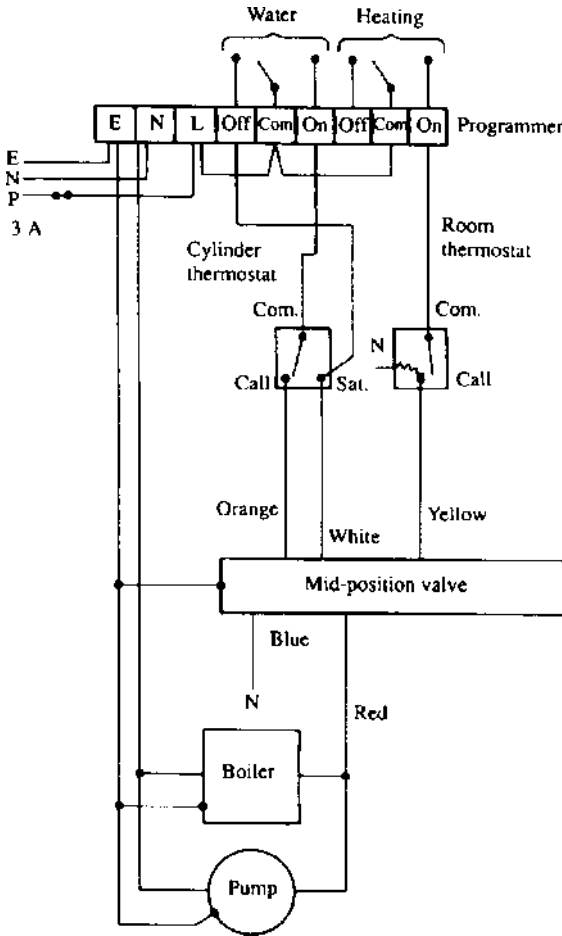 Water Heating
E N L Off Com On Off Com On Programmer
E
N
P
3 A
Cylinder
thermostat
Room
thermostat
Com. Com.
N
Call Sat. Call
Orange
White
Yellow
Mid-position valve
Blue
N
Red
Boiler
Pump